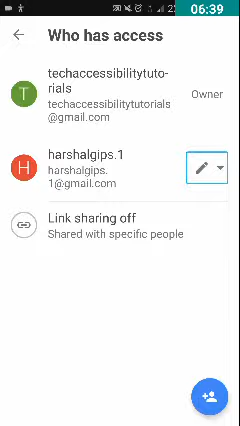 2
06:39
Who has access
T
techaccessibilitytuto-
rials
techaccessibilitytutorials
@gmail.com
Owner
H
harshalgips.1
harshalgips.
1@gmail.com
Link sharing off
Shared with specific people